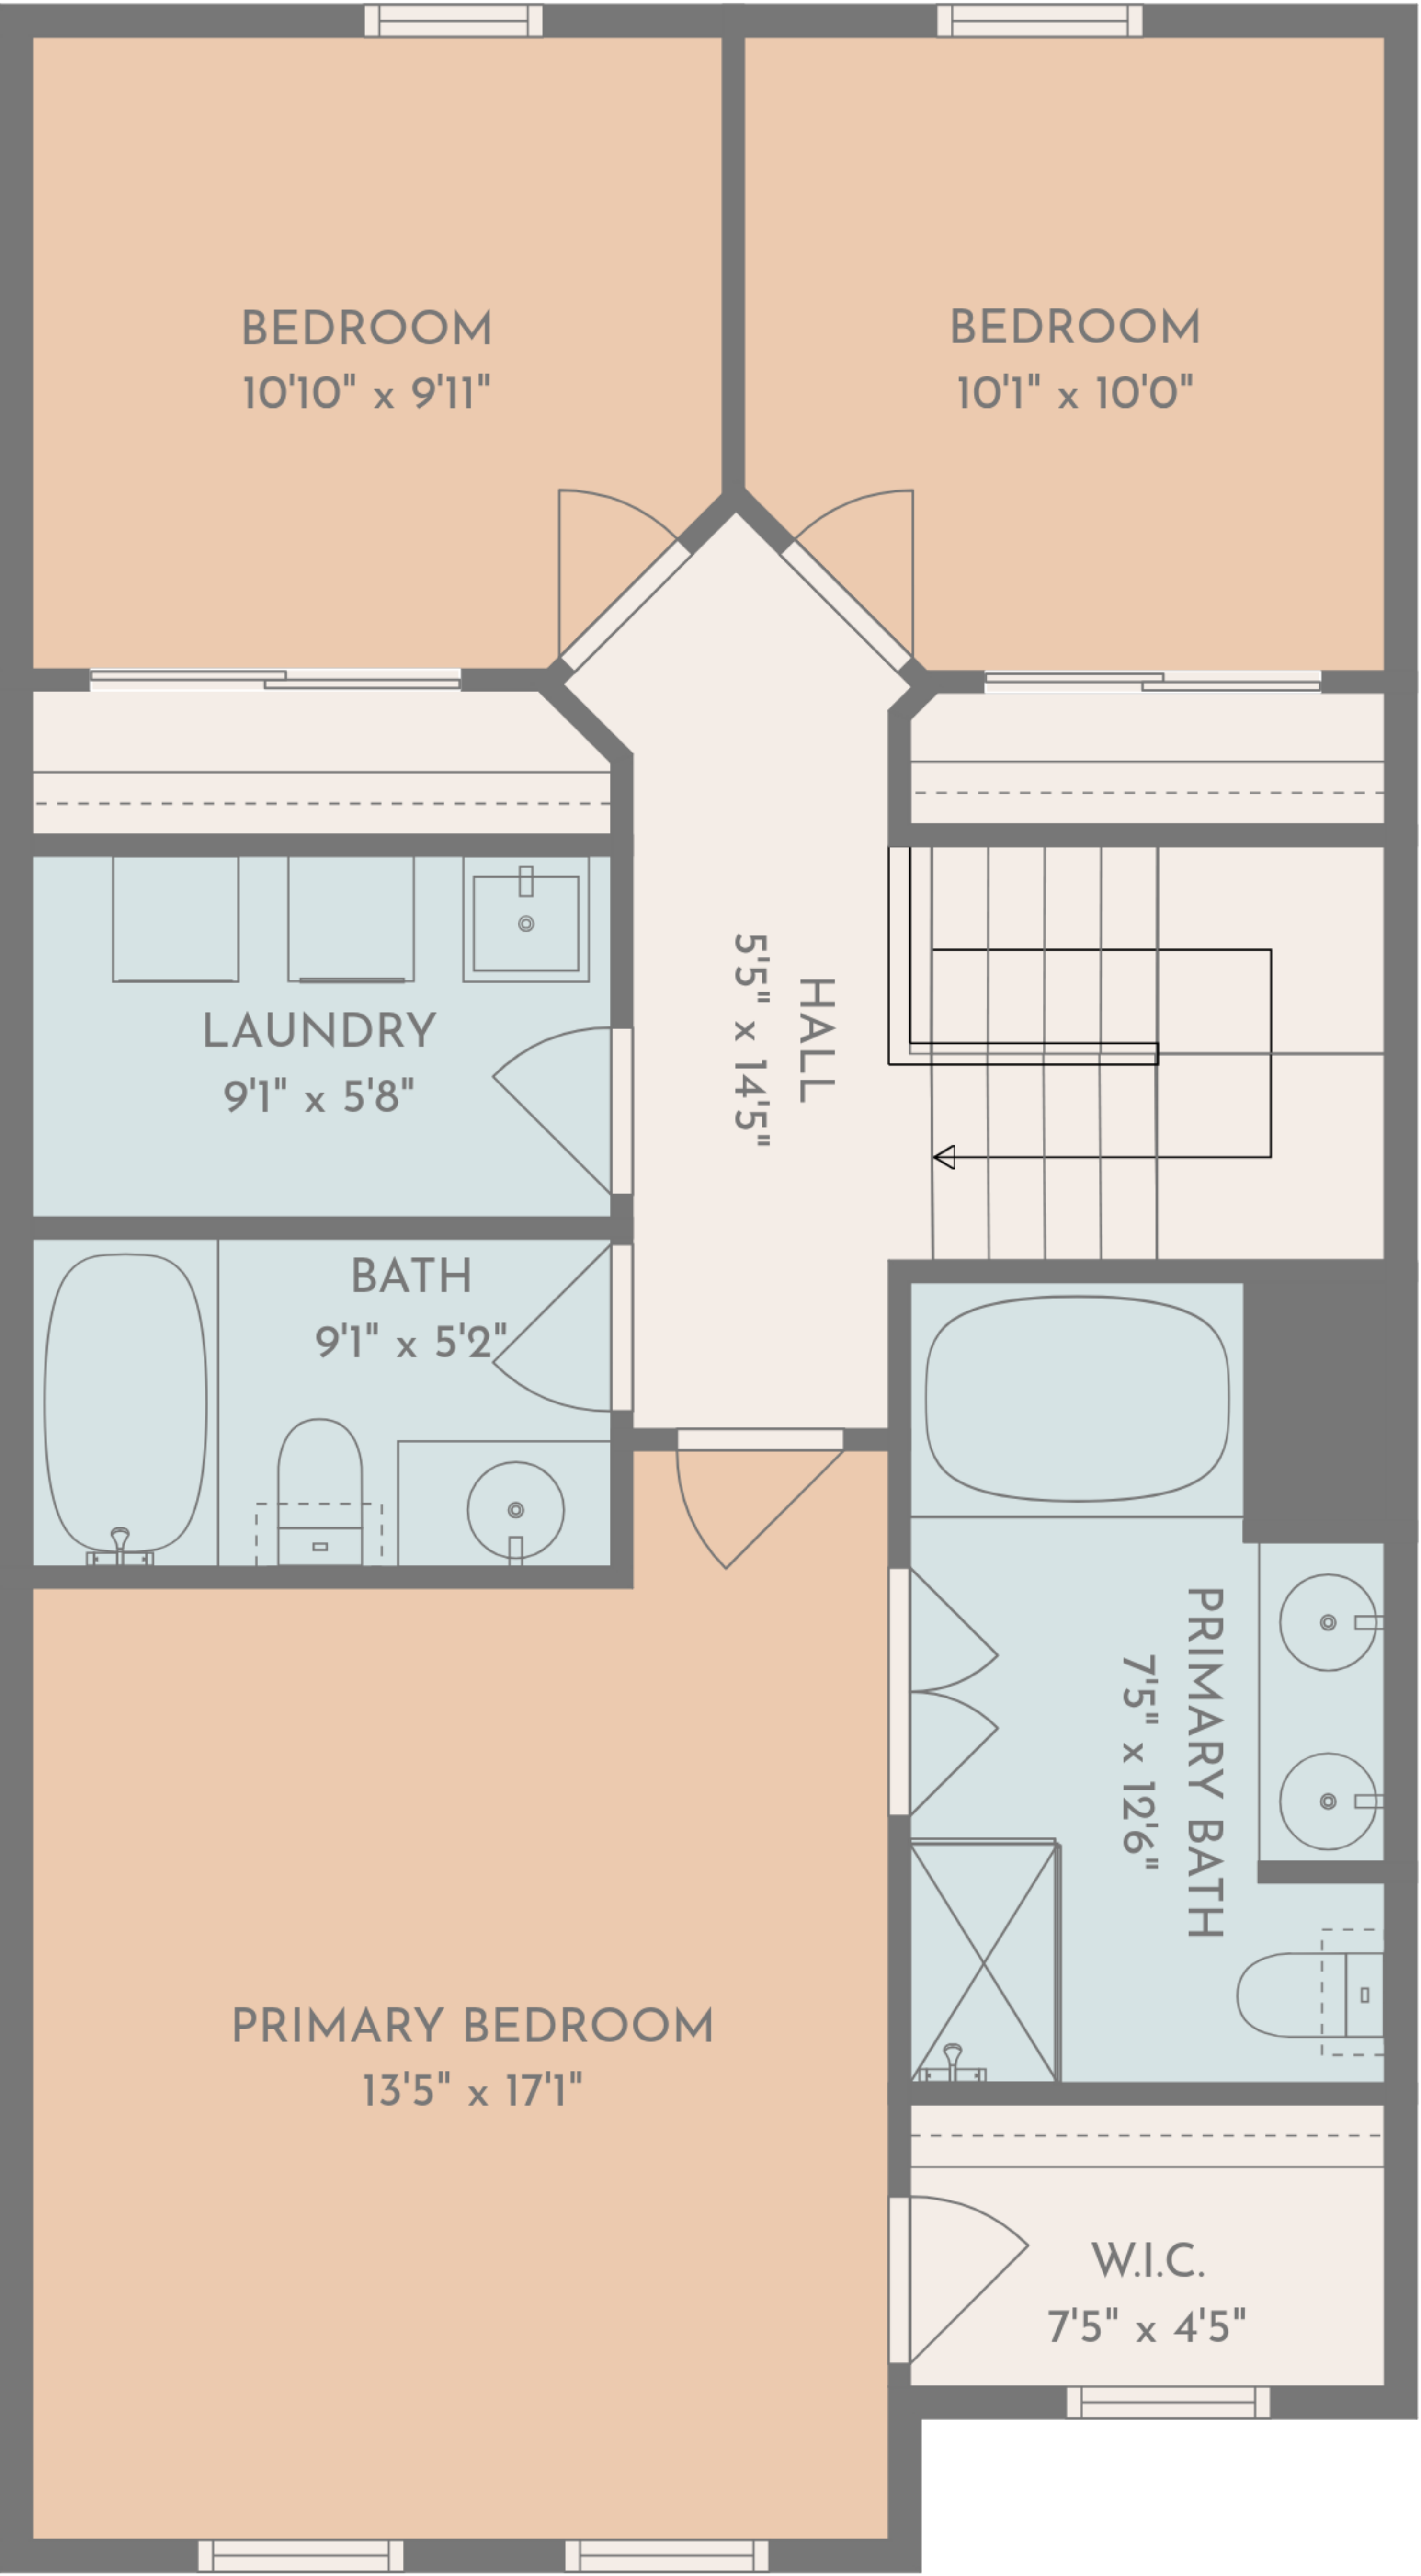 BEDROOM
10'10" x 9'11"
BEDROOM
10'1" x 10'0"
LAUNDRY
9'1" x 5'8"
HALL
5'5" x 14'5"
BATH
9'1" x 5'2"
PRIMARY BATH
7'5" x 12'6"
PRIMARY BEDROOM
13'5" x 17'1"
W.I.C.
7'5" x 4'5"